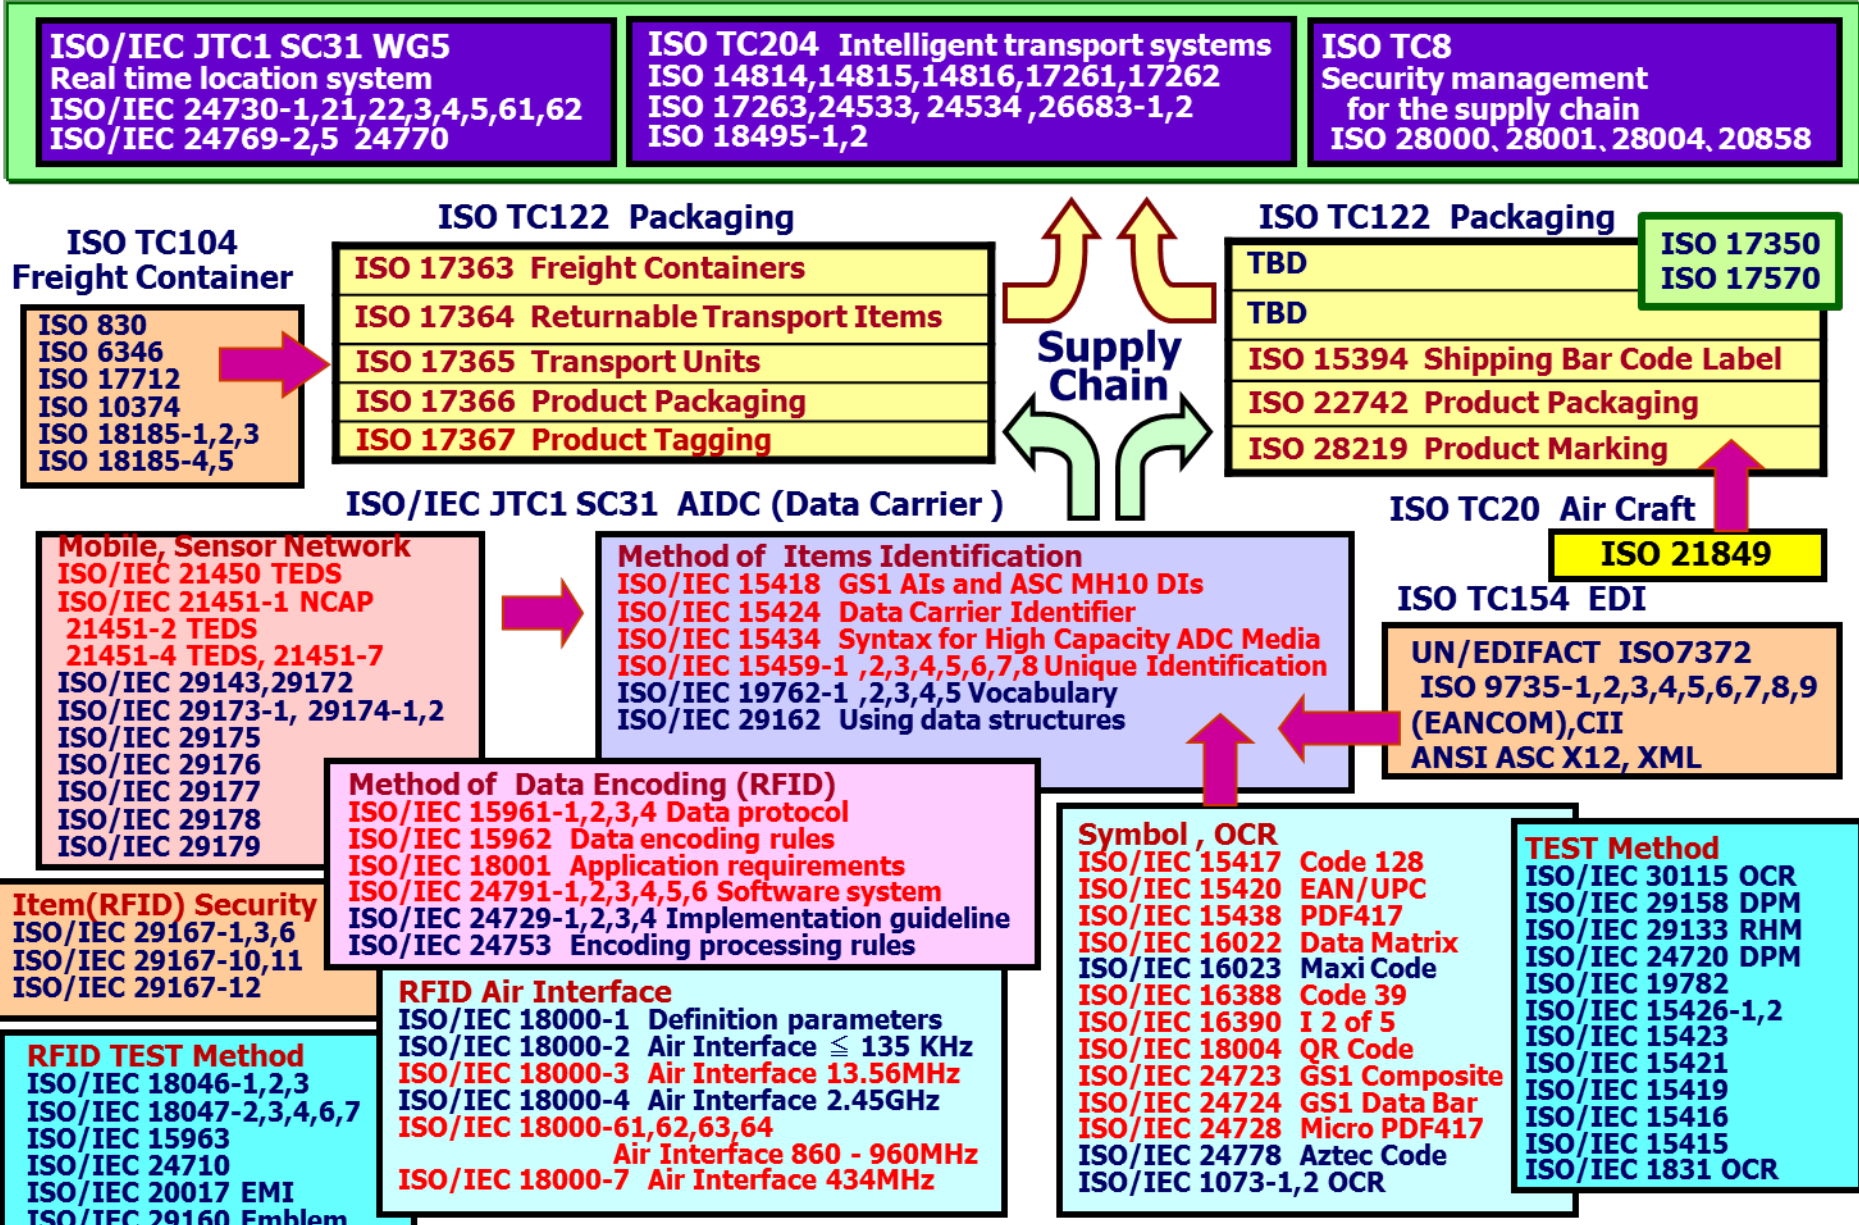 ISO/IEC JTC1 SC31 WG5
Real time location system
ISO/IEC 24730-1,21,22,3,4,5,61,62
ISO/IEC 24769-2,5 24770
ISO TC204 Intelligent transport systems
ISO 14814,14815,14816,17261,17262
ISO 17263,24533, 24534 ,26683-1,2
ISO 18495-1,2
ISO TC8
Security management
for the supply chain
ISO 28000、28001、28004、20858
ISO TC104
Freight Container
ISO 830
ISO 6346
ISO 17712
ISO 10374
ISO 18185-1,2,3
ISO 18185-4,5
ISO TC122 Packaging
ISO 17363 Freight Containers
ISO 17364 Returnable Transport Items
ISO 17365 Transport Units
ISO 17366 Product Packaging
ISO 17367 Product Tagging
Supply
Chain
ISO TC122 Packaging
ISO 17350
ISO 17570
TBD
TBD
ISO 15394 Shipping Bar Code Label
ISO 22742 Product Packaging
ISO 28219 Product Marking
ISO/IEC JTC1 SC31 AIDC (Data Carrier )
ISO TC20 Air Craft
ISO 21849
Mobile, Sensor Network
ISO/IEC 21450 TEDS
ISO/IEC 21451-1 NCAP
21451-2 TEDS
21451-4 TEDS, 21451-7
ISO/IEC 29143,29172
ISO/IEC 29173-1, 29174-1,2
ISO/IEC 29175
ISO/IEC 29176
ISO/IEC 29177
ISO/IEC 29178
ISO/IEC 29179
Method of Items Identification
ISO/IEC 15418 GS1 AIs and ASC MH10 DIs
ISO/IEC 15424 Data Carrier Identifier
ISO/IEC 15434 Syntax for High Capacity ADC Media
ISO/IEC 15459-1 ,2,3,4,5,6,7,8 Unique Identification
ISO/IEC 19762-1 ,2,3,4,5 Vocabulary
ISO/IEC 29162 Using data structures
ISO TC154 EDI
UN/EDIFACT ISO7372
ISO 9735-1,2,3,4,5,6,7,8,9
(EANCOM),CII
ANSI ASC X12, XML
Method of Data Encoding (RFID)
ISO/IEC 15961-1,2,3,4 Data protocol
ISO/IEC 15962 Data encoding rules
ISO/IEC 18001 Application requirements
ISO/IEC 24791-1,2,3,4,5,6 Software system
ISO/IEC 24729-1,2,3,4 Implementation guideline
ISO/IEC 24753 Encoding processing rules
Item(RFID) Security
ISO/IEC 29167-1,3,6
ISO/IEC 29167-10,11
ISO/IEC 29167-12
RFID TEST Method
ISO/IEC 18046-1,2,3
ISO/IEC 18047-2,3,4,6,7
ISO/IEC 15963
ISO/IEC 24710
ISO/IEC 20017 EMI
ISO/IEC 29160 Emblem
RFID Air Interface
ISO/IEC 18000-1 Definition parameters
ISO/IEC 18000-2 Air Interface ≦ 135 KHz
ISO/IEC 18000-3 Air Interface 13.56MHz
ISO/IEC 18000-4 Air Interface 2.45GHz
ISO/IEC 18000-61,62,63,64
Air Interface 860 - 960MHz
ISO/IEC 18000-7 Air Interface 434MHz
Symbol , OCR
ISO/IEC 15417 Code 128
ISO/IEC 15420 EAN/UPC
ISO/IEC 15438 PDF417
ISO/IEC 16022 Data Matrix
ISO/IEC 16023 Maxi Code
ISO/IEC 16388 Code 39
ISO/IEC 16390 I 2 of 5
ISO/IEC 18004 QR Code
ISO/IEC 24723 GS1 Composite
ISO/IEC 24724 GS1 Data Bar
ISO/IEC 24728 Micro PDF417
ISO/IEC 24778 Aztec Code
ISO/IEC 1073-1,2 OCR
TEST Method
ISO/IEC 30115 OCR
ISO/IEC 29158 DPM
ISO/IEC 29133 RHM
ISO/IEC 24720 DPM
ISO/IEC 19782
ISO/IEC 15426-1,2
ISO/IEC 15423
ISO/IEC 15421
ISO/IEC 15419
ISO/IEC 15416
ISO/IEC 15415
ISO/IEC 1831 OCR